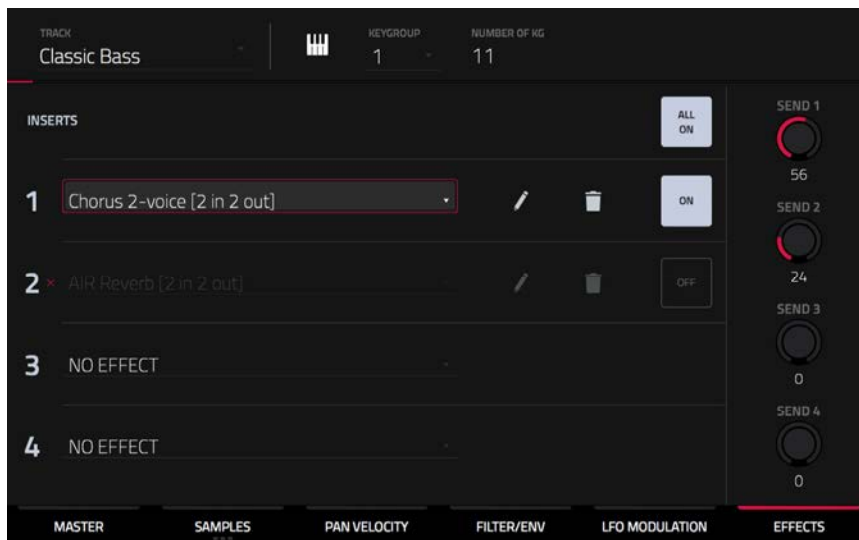 TRACK
Classic Bass
KEYGROUP
1
NUMBER OF KG
11
INSERTS
ALL ON
SEND 1
56
1 Chorus 2-voice [2 in 2 out]
ON
SEND 2
24
2 × AIR Reverb [2 in 2 out]
OFF
SEND 3
0
3 NO EFFECT
SEND 4
0
4 NO EFFECT
MASTER SAMPLES PAN VELOCITY FILTER/ENV LFO MODULATION EFFECTS